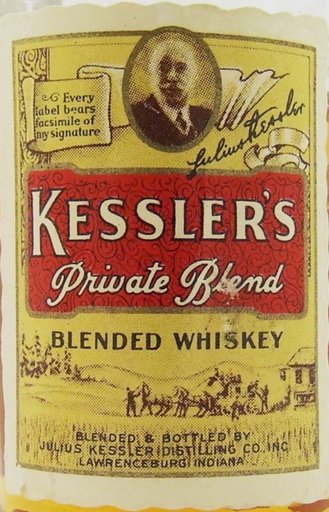 Every
label bears
facsimile of
my signature
Julius Kessler
KESSLER'S
Private Blend
BLENDED WHISKEY
BLENDED & BOTTLED BY
JULIUS KESSLER DISTILLING CO. INC.
LAWRENCEBURG INDIANA